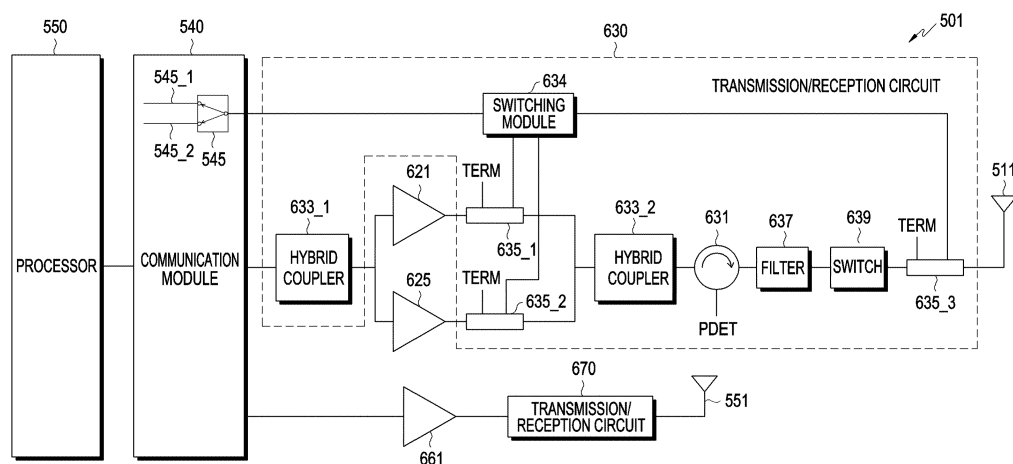 550
540
630
501
545_1
545_2
545
634
SWITCHING
MODULE
TRANSMISSION/RECEPTION CIRCUIT
621
TERM
635_1
633_1
HYBRID
COUPLER
633_2
HYBRID
COUPLER
631
637
FILTER
639
SWITCH
TERM
635_3
511
PROCESSOR
COMMUNICATION
MODULE
625
TERM
635_2
PDET
661
670
TRANSMISSION/
RECEPTION CIRCUIT
551